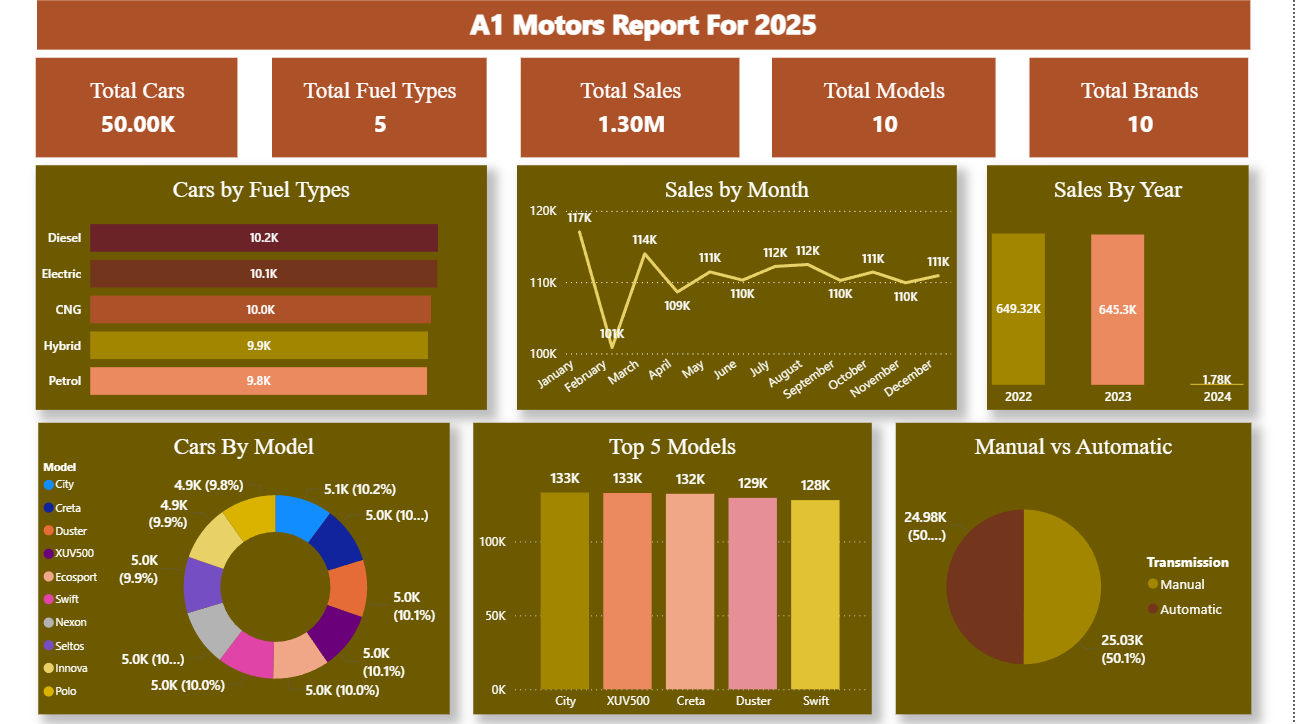 A1 Motors Report For 2025
Total Cars
50.00K
Total Fuel Types
5
Total Sales
1.30M
Total Models
10
Total Brands
10
Cars by Fuel Types
Diesel 10.2K
Electric 10.1K
CNG 10.0K
Hybrid 9.9K
Petrol 9.8K
Sales by Month
120K
110K
100K
117K
101K
114K
109K
111K
110K
112K
112K
110K
111K
110K
111K
January
February
March
April
May
June
July
August
September
October
November
December
Sales By Year
649.32K
645.3K
1.78K
2022
2023
2024
Cars By Model
Model
City
Creta
Duster
XUV500
Ecosport
Swift
Nexon
Seltos
Innova
Polo
5.1K (10.2%)
5.0K (10...)
5.0K
(10.1%)
5.0K
(10.1%)
5.0K (10.0%)
5.0K (10.0%)
5.0K (10...)
5.0K
(9.9%)
4.9K
(9.9%)
4.9K (9.8%)
Top 5 Models
133K
133K
132K
129K
128K
100K
50K
0K
City
XUV500
Creta
Duster
Swift
Manual vs Automatic
24.98K
(50....)
25.03K
(50.1%)
Transmission
Manual
Automatic